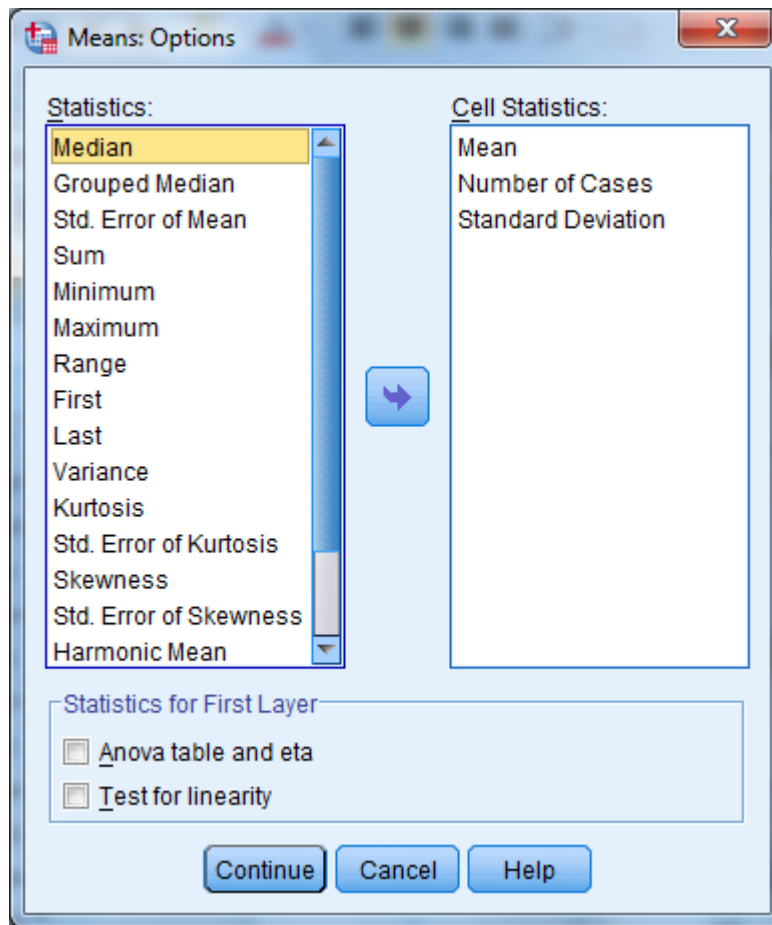 Means: Options
Statistics:
Median
Grouped Median
Std. Error of Mean
Sum
Minimum
Maximum
Range
First
Last
Variance
Kurtosis
Std. Error of Kurtosis
Skewness
Std. Error of Skewness
Harmonic Mean
Cell Statistics:
Mean
Number of Cases
Standard Deviation
Statistics for First Layer
Anova table and eta
Test for linearity
Continue
Cancel
Help